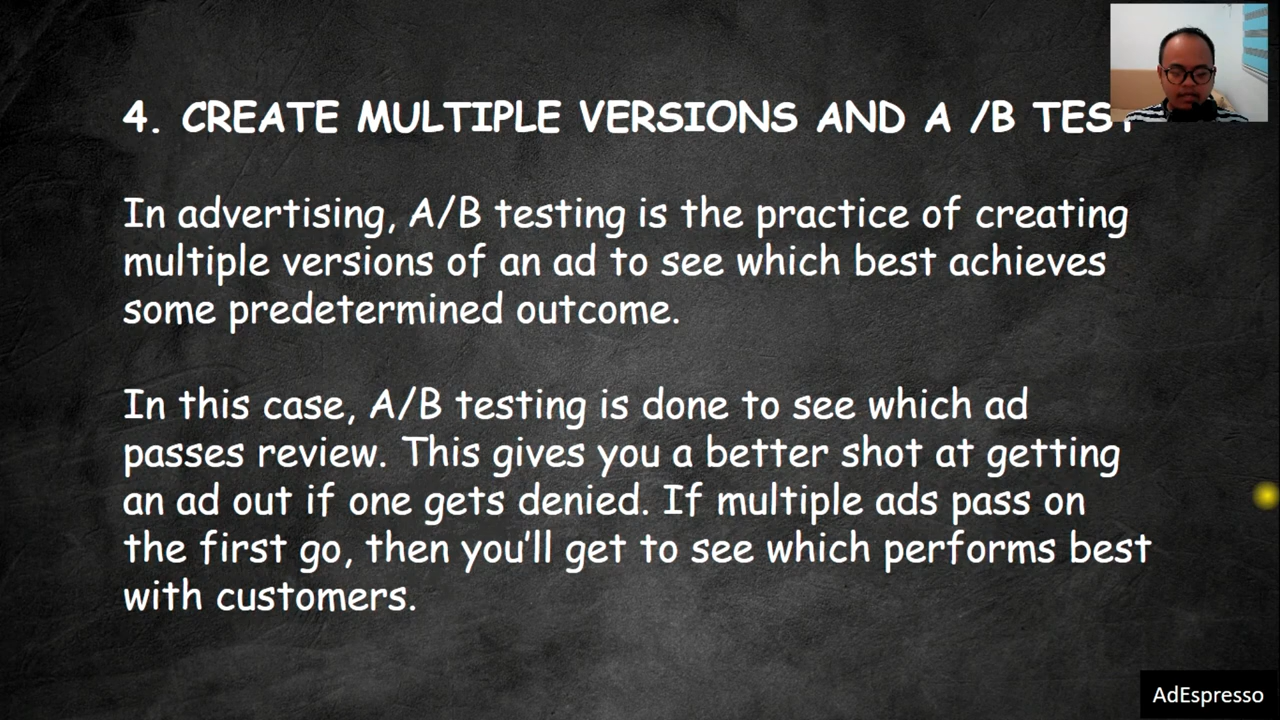 4. CREATE MULTIPLE VERSIONS AND A /B TEST
In advertising, A/B testing is the practice of creating
multiple versions of an ad to see which best achieves
some predetermined outcome.
In this case, A/B testing is done to see which ad
passes review. This gives you a better shot at getting
an ad out if one gets denied. If multiple ads pass on
the first go, then you'll get to see which performs best
with customers.
AdEspresso